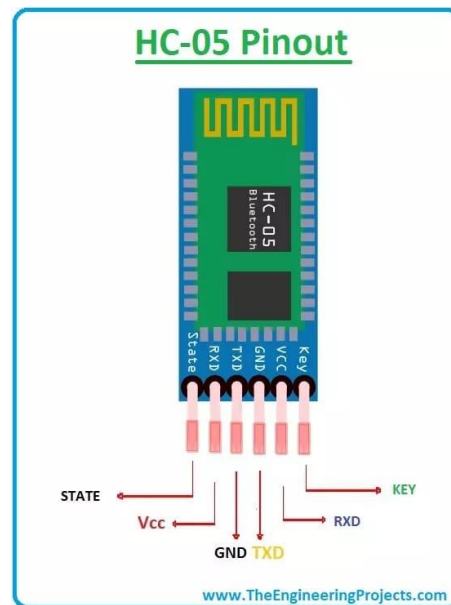 HC-05 Pinout
HC-05
Bluetooth
State
RXD
TXD
GND
VCC
Key
STATE
KEY
Vcc
RXD
GND
TXD
www.TheEngineeringProjects.com